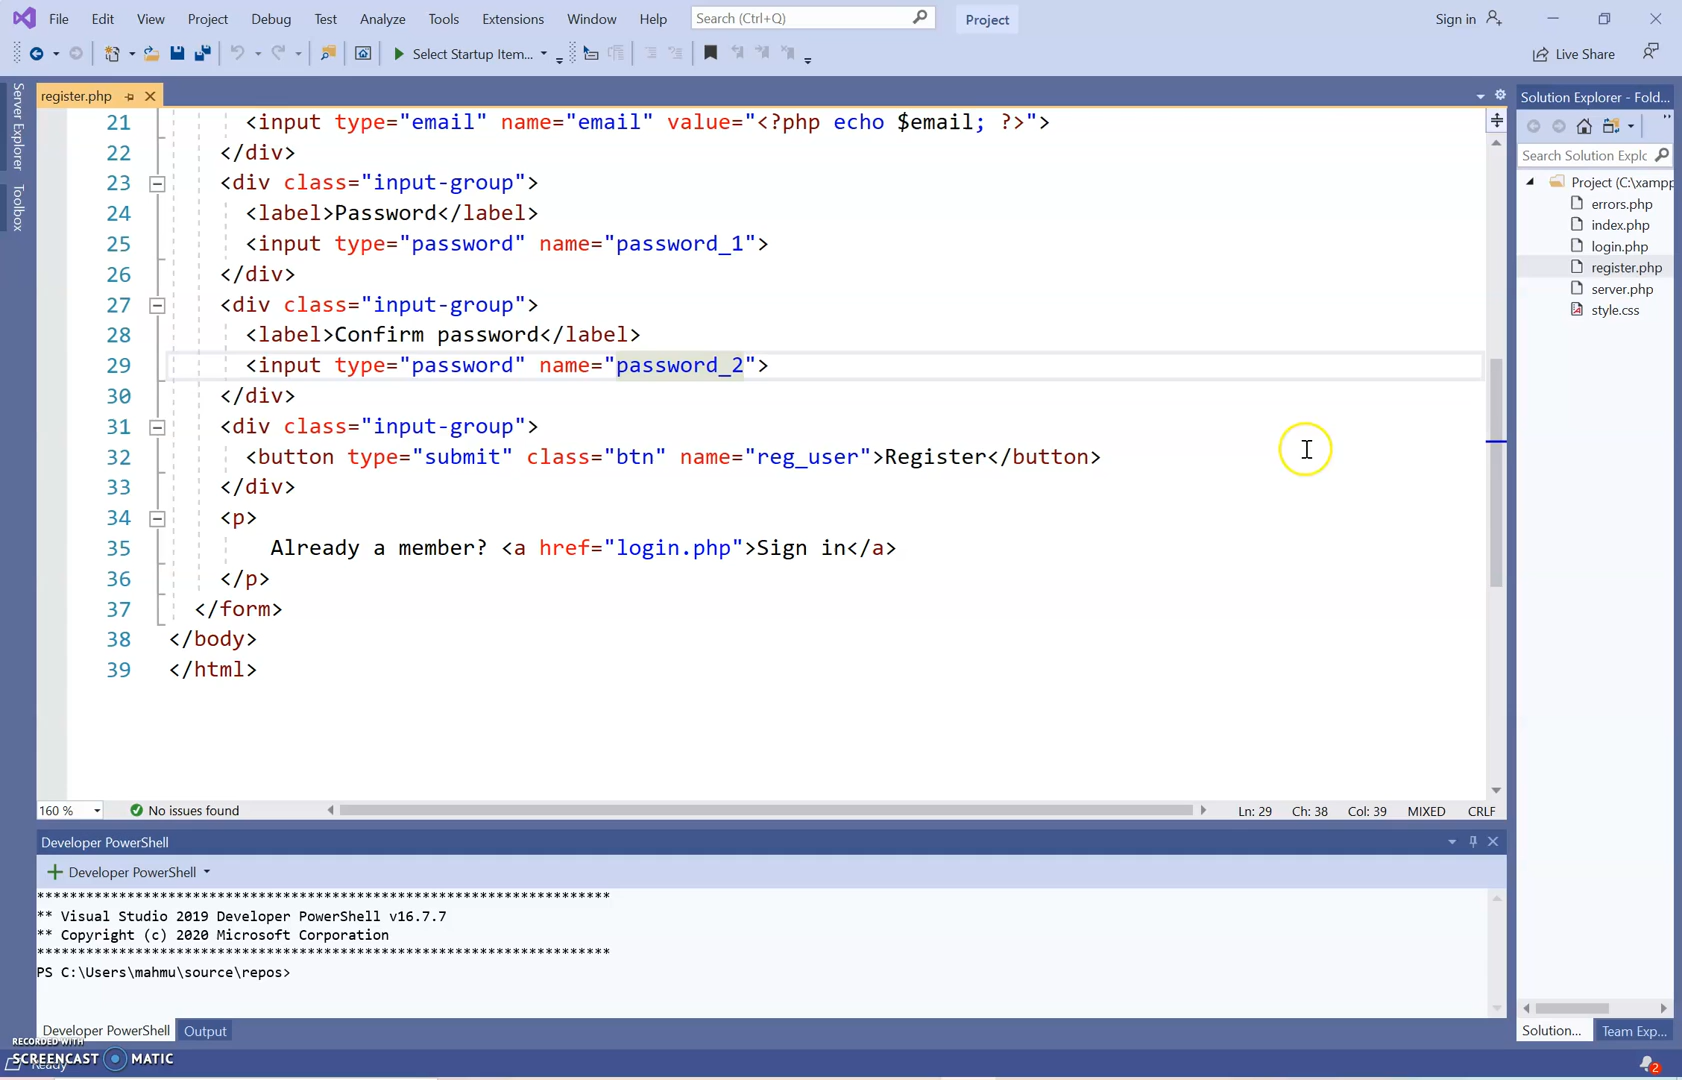 File Edit View Project Debug Test Analyze Tools Extensions Window Help Search (Ctrl+Q) Project Sign in
Select Startup Item... Live Share
Server Explorer
Toolbox
register.php
21 <input type="email" name="email" value="<?php echo $email; ?>">
22 </div>
23 <div class="input-group">
24 <label>Password</label>
25 <input type="password" name="password_1">
26 </div>
27 <div class="input-group">
28 <label>Confirm password</label>
29 <input type="password" name="password_2">
30 </div>
31 <div class="input-group">
32 <button type="submit" class="btn" name="reg_user">Register</button>
33 </div>
34 <p>
35 Already a member? <a href="login.php">Sign in</a>
36 </p>
37 </form>
38 </body>
39 </html>
160 % No issues found Ln: 29 Ch: 38 Col: 39 MIXED CRLF
Developer PowerShell
Developer PowerShell
******************************************************************
** Visual Studio 2019 Developer PowerShell v16.7.7
** Copyright (c) 2020 Microsoft Corporation
******************************************************************
PS C:\Users\mahmu\source\repos>
Developer PowerShell Output
Solution Explorer - Fold...
Search Solution Explc
Project (C:\xampp
errors.php
index.php
login.php
register.php
server.php
style.css
Solution... Team Exp...
RECORDED WITH
SCREENCAST MATIC
Ready
2